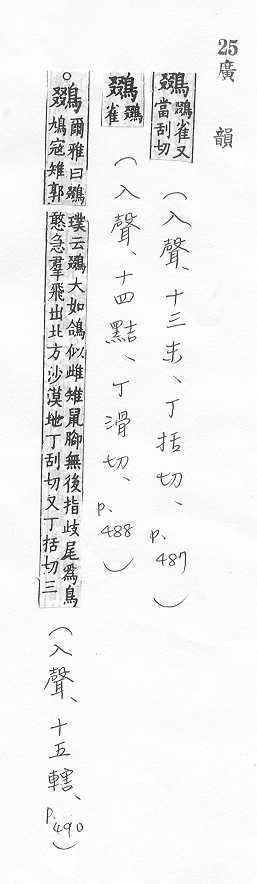 25廣韻
鵽 鵽雀又當刮切(入聲、十三末、丁括切、p.487)
鵽 鵽雀(入聲、十四黠、丁滑切、p.488)
○鵽 爾雅曰鵽鳩寇雉郭璞云鵽大如鴿似雌雉鼠腳無後指歧尾爲鳥憨急羣飛出北方沙漠地丁刮切又丁括切三(入聲、十五轄、p.490)